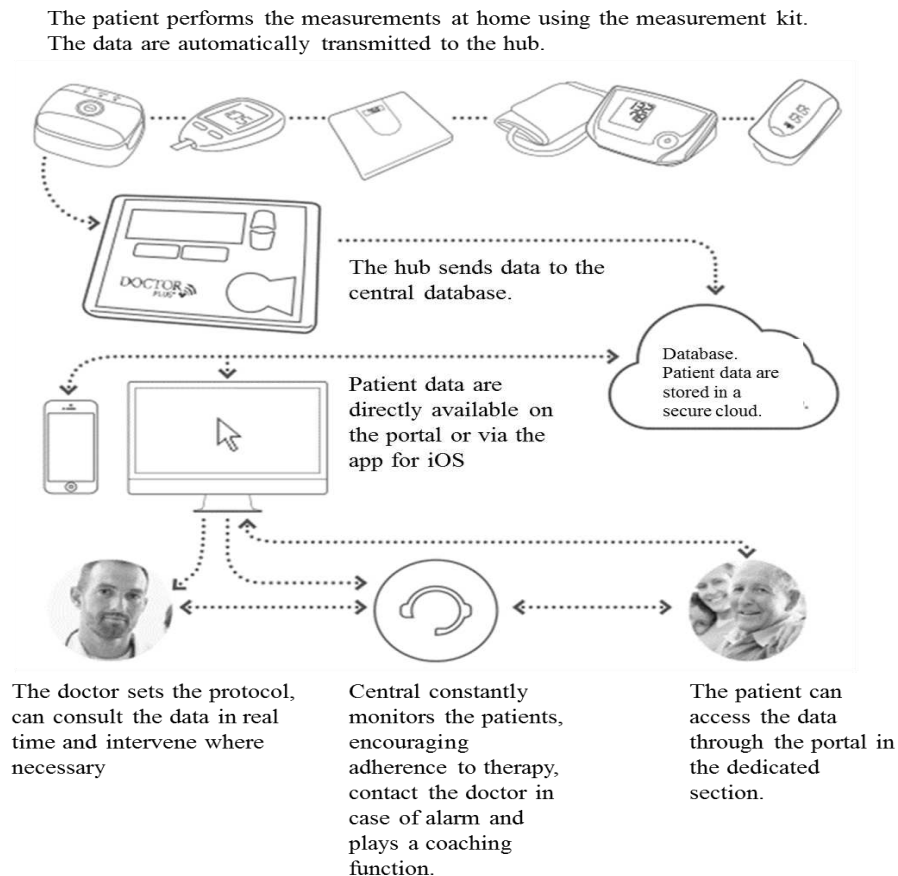 The patient performs the measurements at home using the measurement kit.
The data are automatically transmitted to the hub.
DOCTOR
PLUS
The hub sends data to the
central database.
Database.
Patient data are
stored in a
secure cloud.
Patient data are
directly available on
the portal or via the
app for iOS
The doctor sets the protocol,
can consult the data in real
time and intervene where
necessary
Central constantly
monitors the patients,
encouraging
adherence to therapy,
contact the doctor in
case of alarm and
plays a coaching
function.
The patient can
access the data
through the portal in
the dedicated
section.